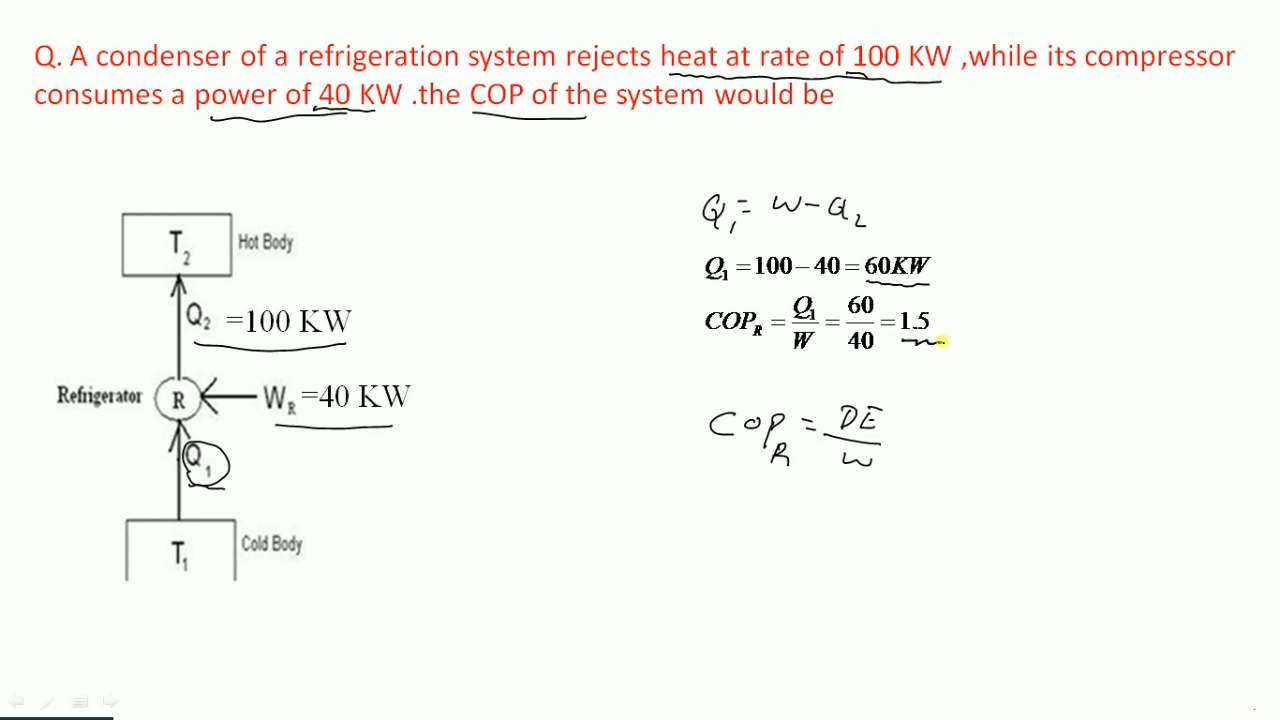 Q. A condenser of a refrigeration system rejects heat at rate of 100 KW ,while its compressor
consumes a power of 40 KW .the COP of the system would be
T2
Hot Body
Q2 =100 KW
Refrigerator
R
WR =40 KW
Q1
Cold Body
T1
Q1 = W - Q2
Q1 = 100 - 40 = 60KW
COPR = Q1/W = 60/40 = 1.5
COPR = DE/W